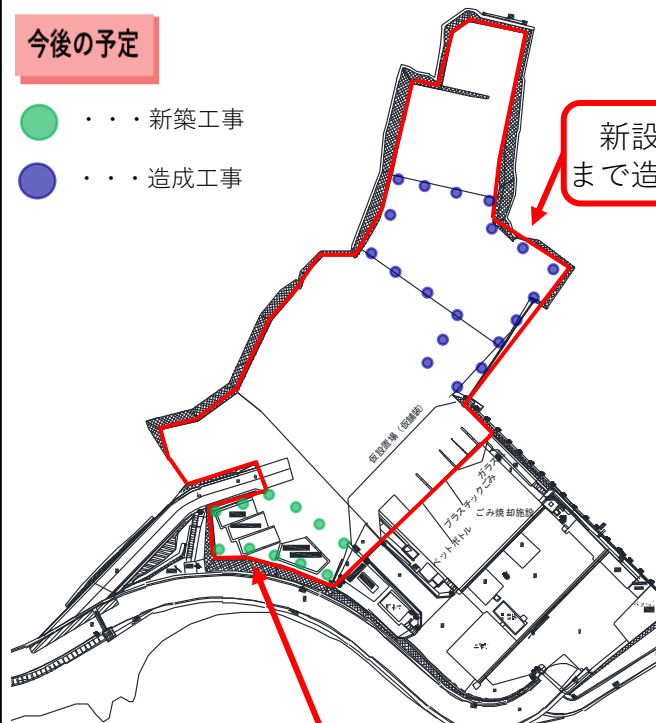 今後の予定
・・・新築工事
・・・造成工事
新設
まで造
仮設置場(仮舗装)
ガラス
プラスチックごみ
ペットボトル
ごみ焼却施設